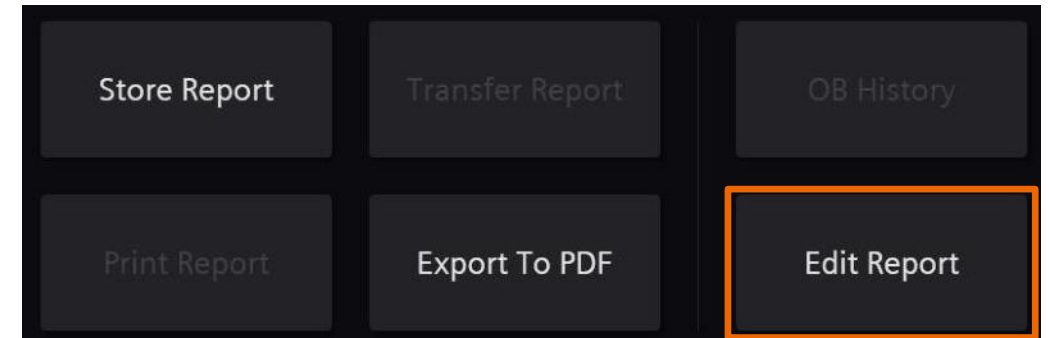 Store Report
Transfer Report
OB History
Print Report
Export To PDF
Edit Report